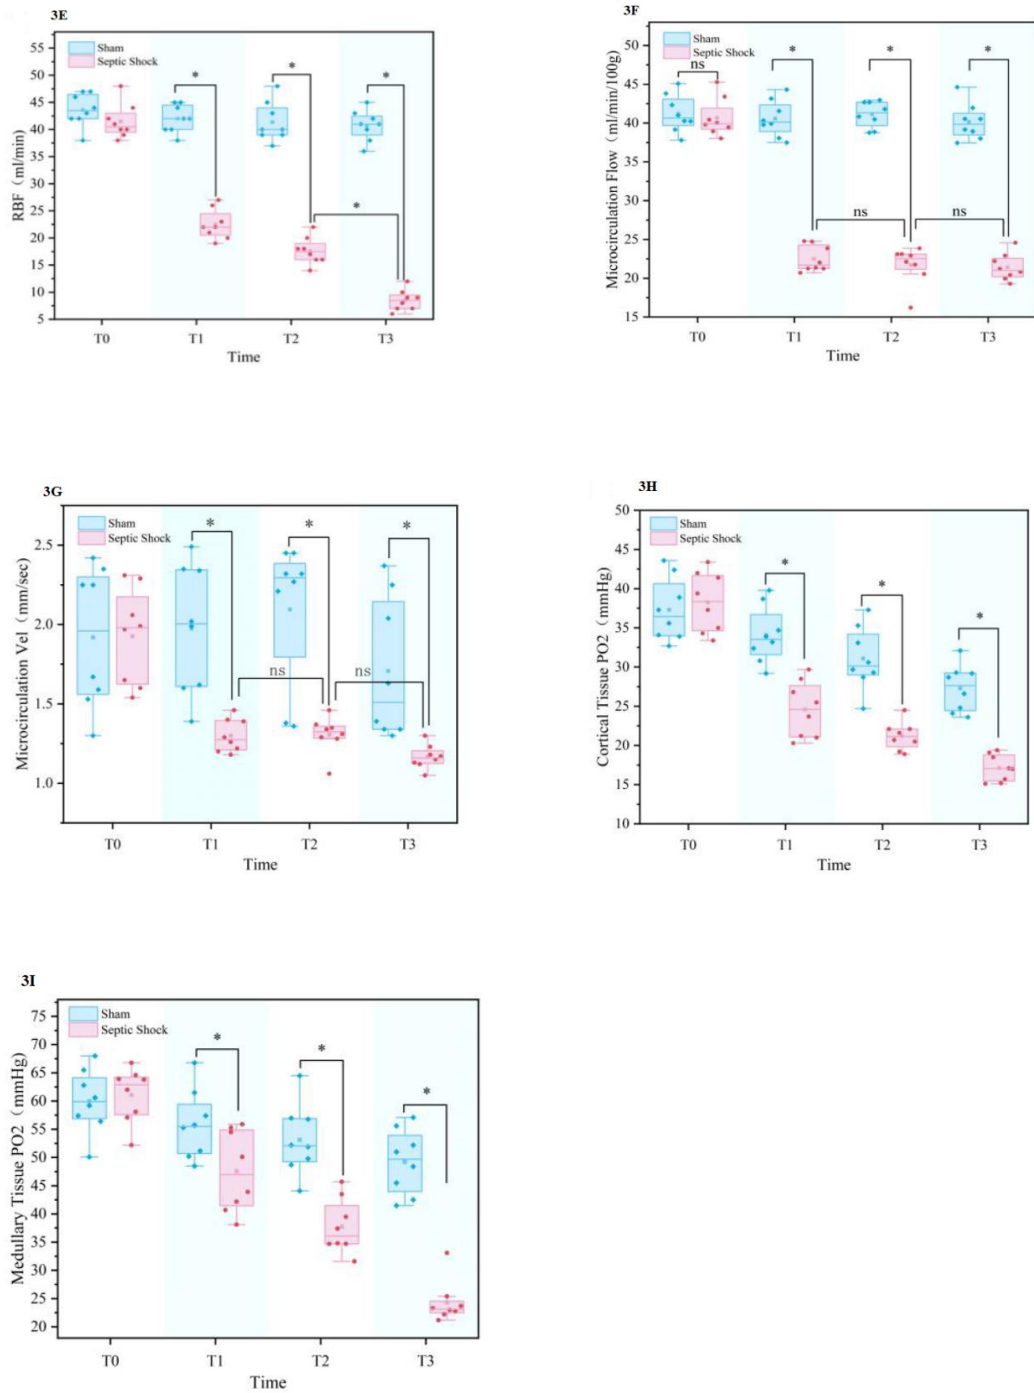 3E
Sham
Septic Shock
*
*
*
*
RBF（ml/min)
55
50
45
40
35
30
25
20
15
10
5
T0
T1
T2
T3
Time
3F
Sham
Septic Shock
ns
*
*
*
ns
ns
Microcirculation Flow (ml/min/100g)
50
45
40
35
30
25
20
15
T0
T1
T2
T3
Time
3G
Sham
Septic Shock
*
*
*
ns
ns
Microcirculation Vel（mm/sec)
2.5
2.0
1.5
1.0
T0
T1
T2
T3
Time
3H
Sham
Septic Shock
*
*
*
Cortical Tissue PO2（mmHg)
50
45
40
35
30
25
20
15
10
T0
T1
T2
T3
Time
3I
Sham
Septic Shock
*
*
*
Medullary Tissue PO2（mmHg)
75
70
65
60
55
50
45
40
35
30
25
20
T0
T1
T2
T3
Time